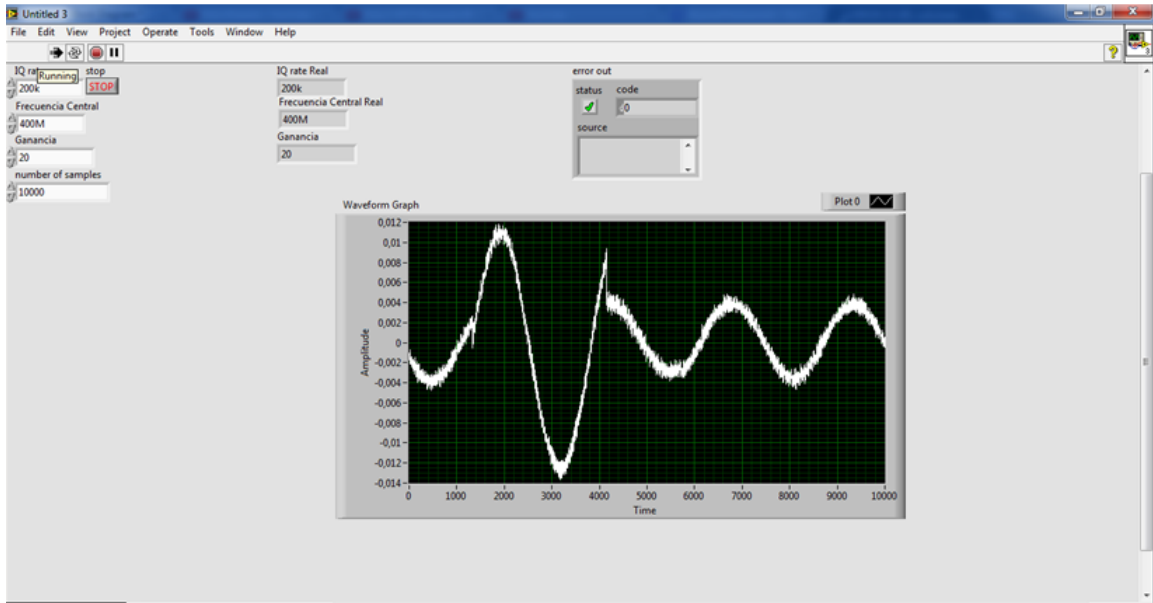 Untitled 3
File Edit View Project Operate Tools Window Help
IQ rat
Running
stop
200k
STOP
Frecuencia Central
400M
Ganancia
20
number of samples
10000
IQ rate Real
200k
Frecuencia Central Real
400M
Ganancia
20
error out
status code
0
source
Waveform Graph
Plot 0
0,012
0,01
0,008
0,006
0,004
0,002
0
-0,002
-0,004
-0,006
-0,008
-0,01
-0,012
-0,014
Amplitude
0 1000 2000 3000 4000 5000 6000 7000 8000 9000 10000
Time
?
3